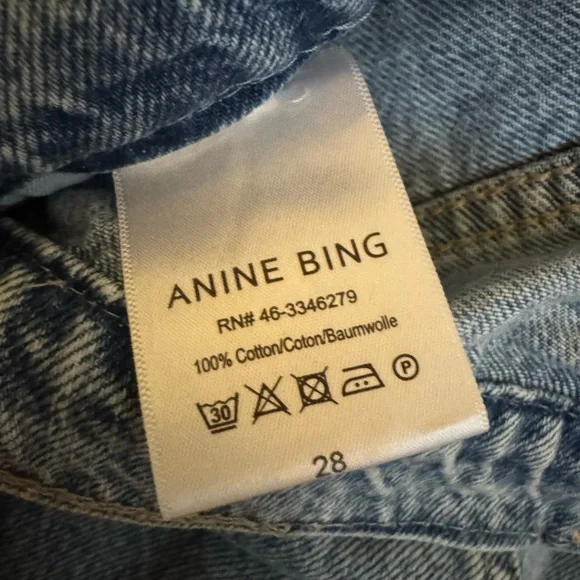 ANINE BING
RN# 46-3346279
100% Cotton/Coton/Baumwolle
30 P
28